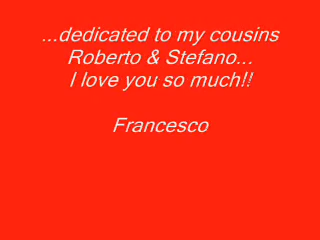 ...dedicated to my cousins
Roberto & Stefano...
I love you so much!!
Francesco